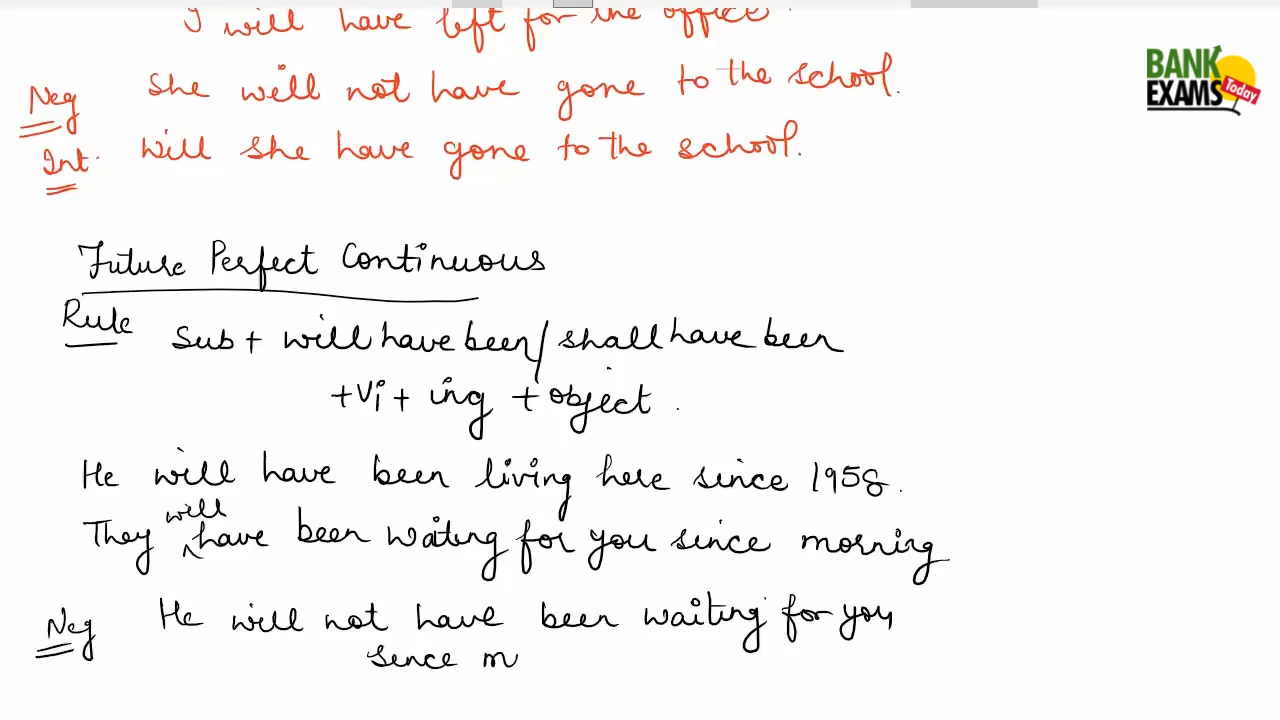 I will have left for the office.
Neg She will not have gone to the school.
Int. will she have gone to the school.
BANK
EXAMS Today
Future Perfect Continuous
Rule Sub + will have been / shall have been
+ V1 + ing + object.
He will have been living here since 1958.
will
They ^ have been waiting for you since morning
Neg He will not have been waiting for you
since m